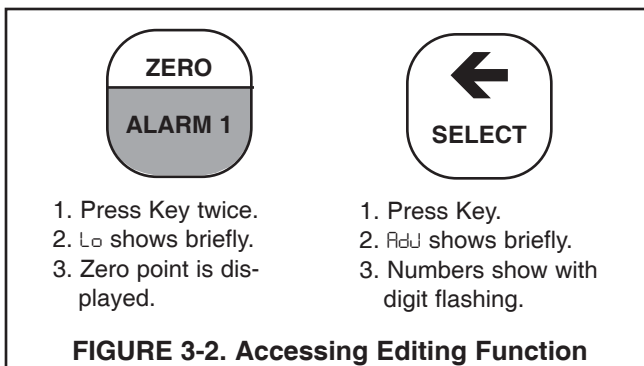 ZERO
ALARM 1
1. Press Key twice.
2. Lo shows briefly.
3. Zero point is dis-
played.
SELECT
1. Press Key.
2. AdJ shows briefly.
3. Numbers show with
digit flashing.
FIGURE 3-2. Accessing Editing Function